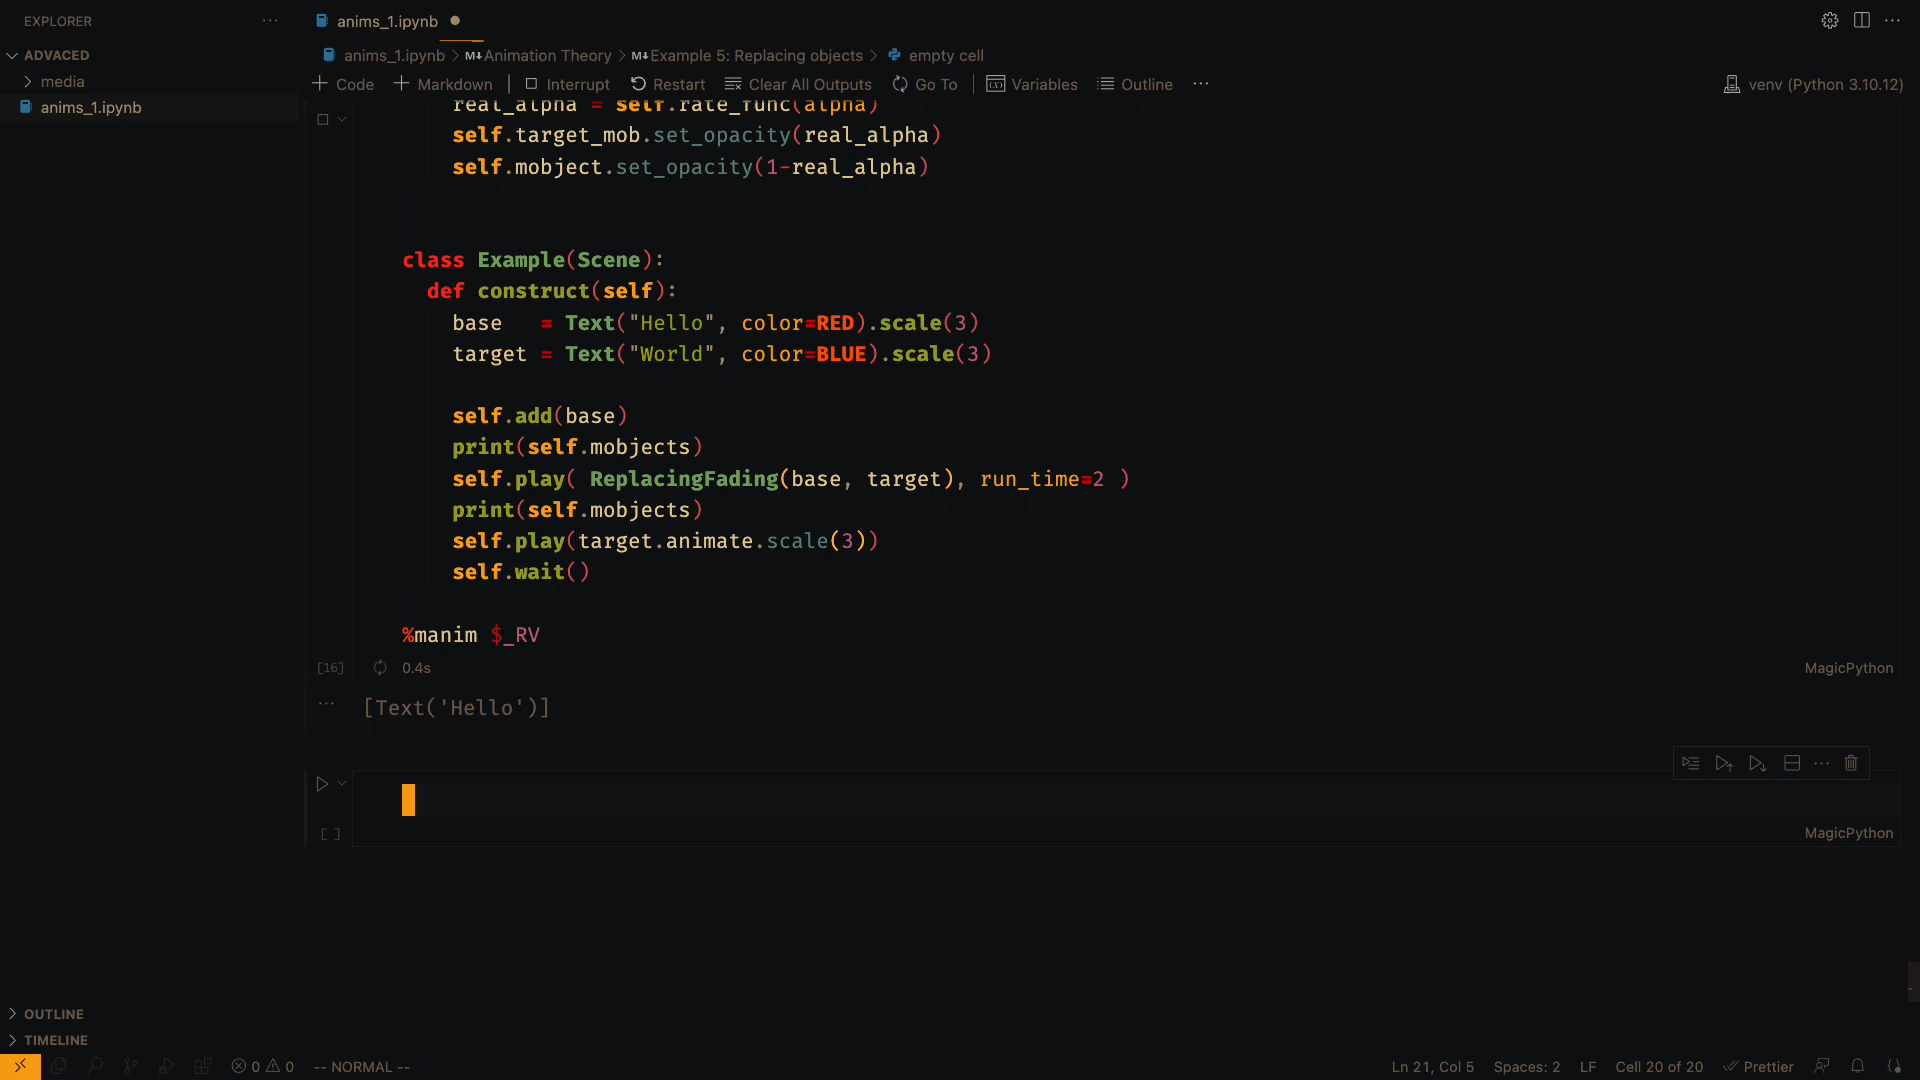 EXPLORER
anims_1.ipynb
ADVACED
media
anims_1.ipynb
anims_1.ipynb > M↓Animation Theory > M↓Example 5: Replacing objects > empty cell
+ Code + Markdown | Interrupt Restart Clear All Outputs Go To | Variables Outline ... venv (Python 3.10.12)
real_alpha = self.rate_func(alpha)
self.target_mob.set_opacity(real_alpha)
self.mobject.set_opacity(1-real_alpha)
class Example(Scene):
def construct(self):
base = Text("Hello", color=RED).scale(3)
target = Text("World", color=BLUE).scale(3)
self.add(base)
print(self.mobjects)
self.play( ReplacingFading(base, target), run_time=2 )
print(self.mobjects)
self.play(target.animate.scale(3))
self.wait()
%manim $_RV
[16] 0.4s MagicPython
[Text('Hello')]
[ ] MagicPython
OUTLINE
TIMELINE
0 0 -- NORMAL -- Ln 21, Col 5 Spaces: 2 LF Cell 20 of 20 Prettier